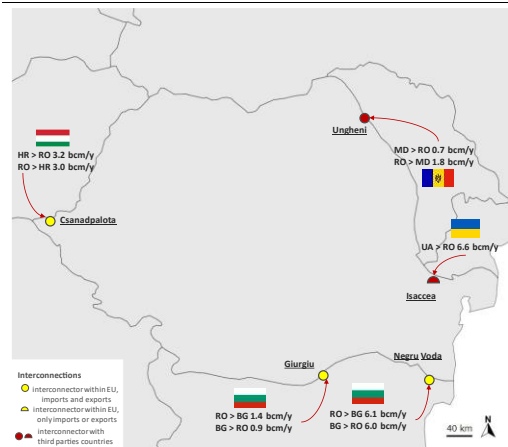 Ungheni
MD > RO 0.7 bcm/y
RO > MD 1.8 bcm/y
HR > RO 3.2 bcm/y
RO > HR 3.0 bcm/y
Csanadpalota
UA > RO 6.6 bcm/y
Isaccea
Giurgiu
Negru Voda
RO > BG 1.4 bcm/y
BG > RO 0.9 bcm/y
RO > BG 6.1 bcm/y
BG > RO 6.0 bcm/y
Interconnections
interconnector within EU,
imports and exports
interconnector within EU,
only imports or exports
interconnector with
third parties countries
40 km
N